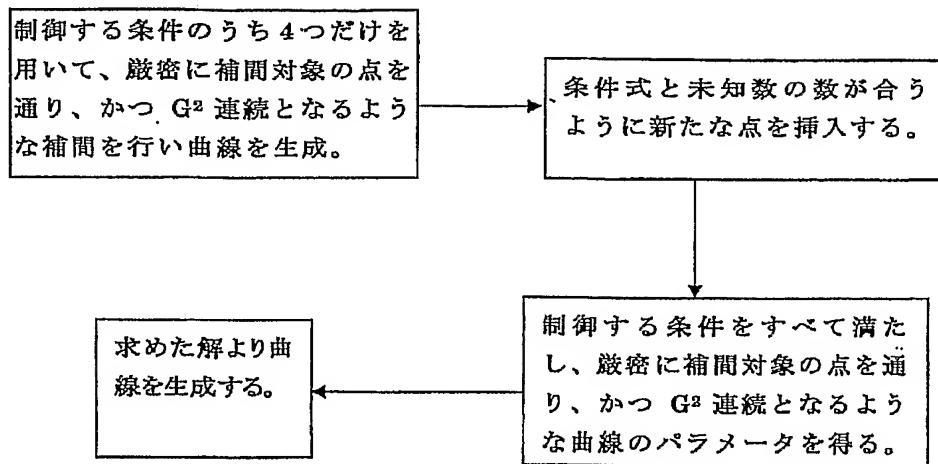 制御する条件のうち4つだけを
用いて、厳密に補間対象の点を
通り、かつ G² 連続となるよう
な補間を行い曲線を生成。
条件式と未知数の数が合う
ように新たな点を挿入する。
制御する条件をすべて満た
し、厳密に補間対象の点を通
り、かつ G² 連続となるよう
な曲線のパラメータを得る。
求めた解より曲
線を生成する。